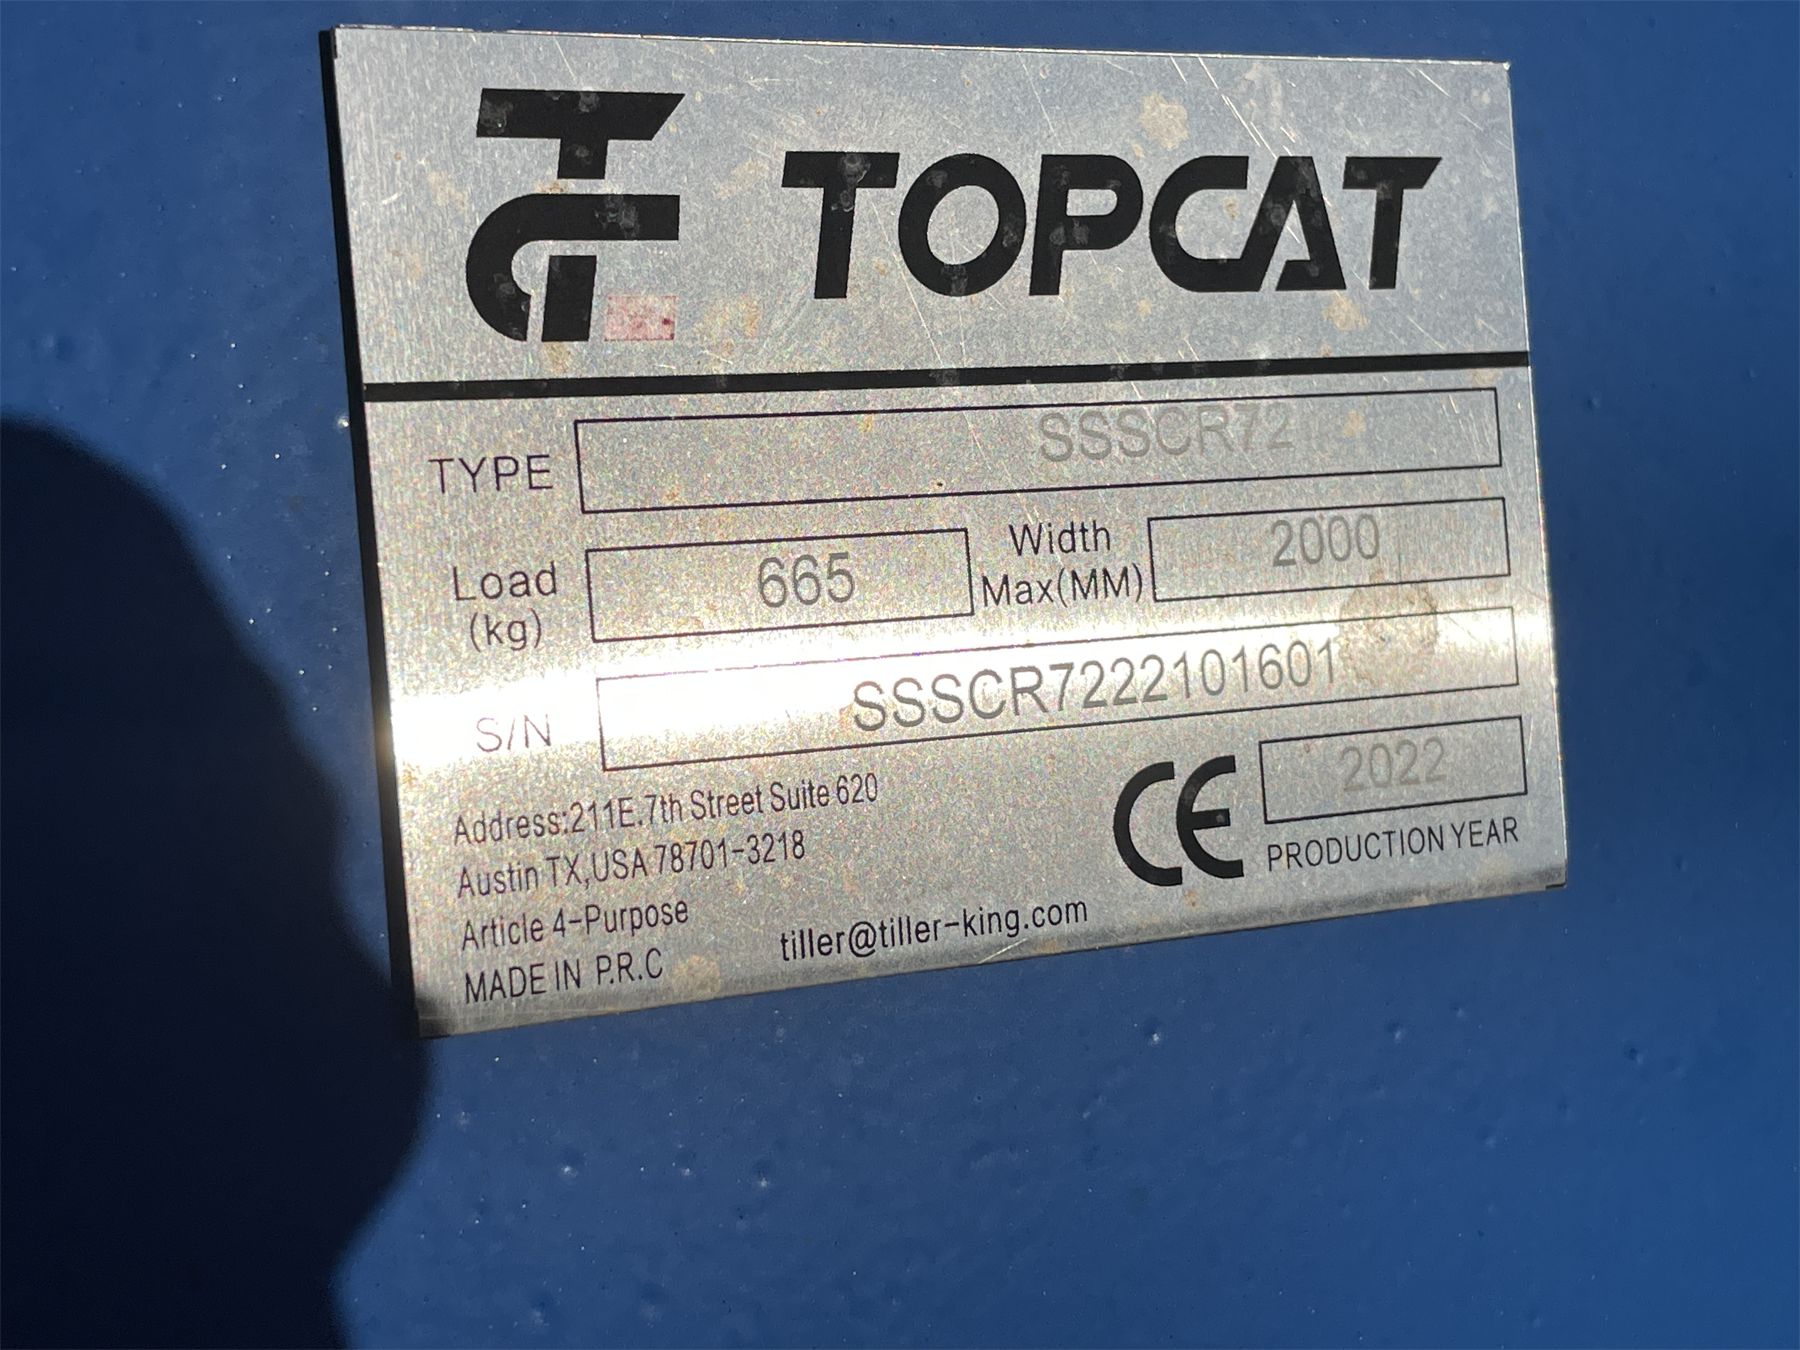 TOPCAT
TYPE SSSCR72
Load (kg) 665 Width Max(MM) 2000
S/N SSSCR7222101601
Address:211E.7th Street Suite 620
Austin TX,USA 78701-3218
Article 4-Purpose
MADE IN P.R.C
tiller@tiller-king.com
CE 2022
PRODUCTION YEAR